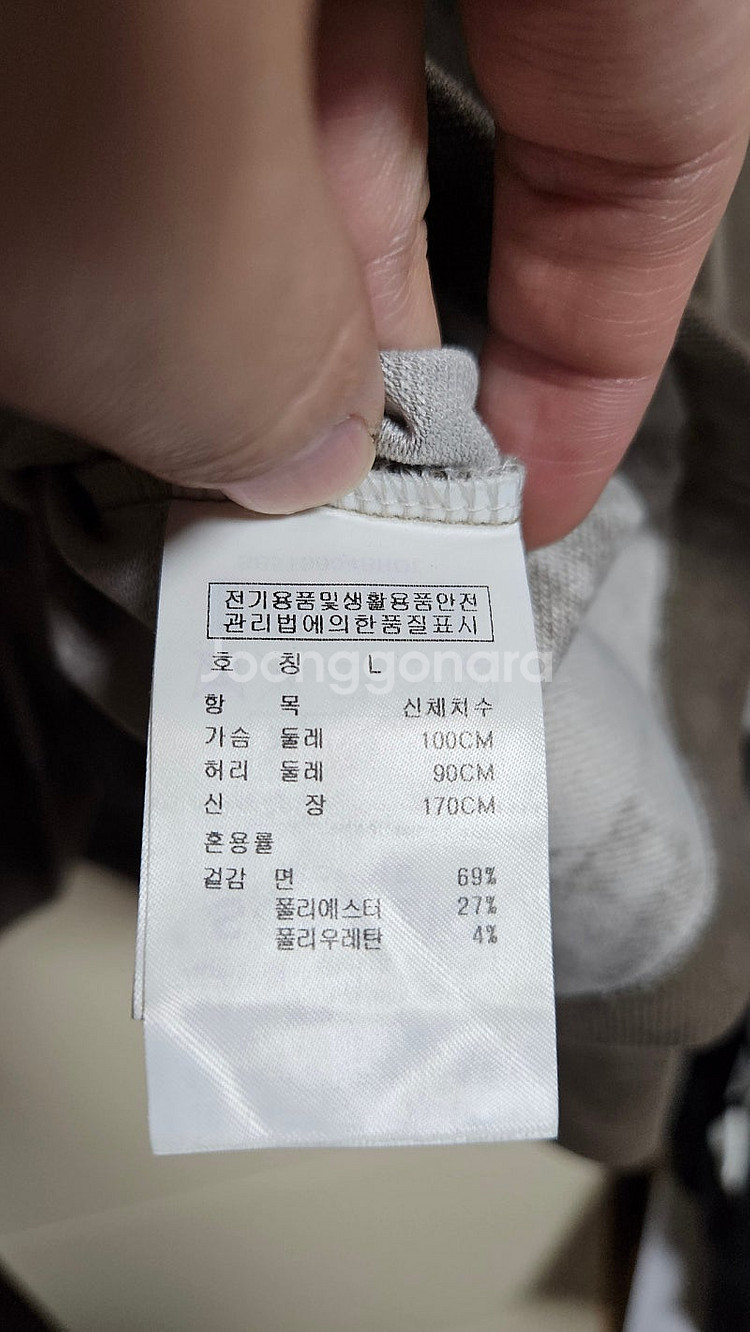 전기용품및생활용품안전
관리법에의한품질표시
호 칭 L
Joonggonara
항 목 신체치수
가슴 둘레 100CM
허리 둘레 90CM
신 장 170CM
혼용률
겉감 면 69%
폴리에스터 27%
폴리우레탄 4%